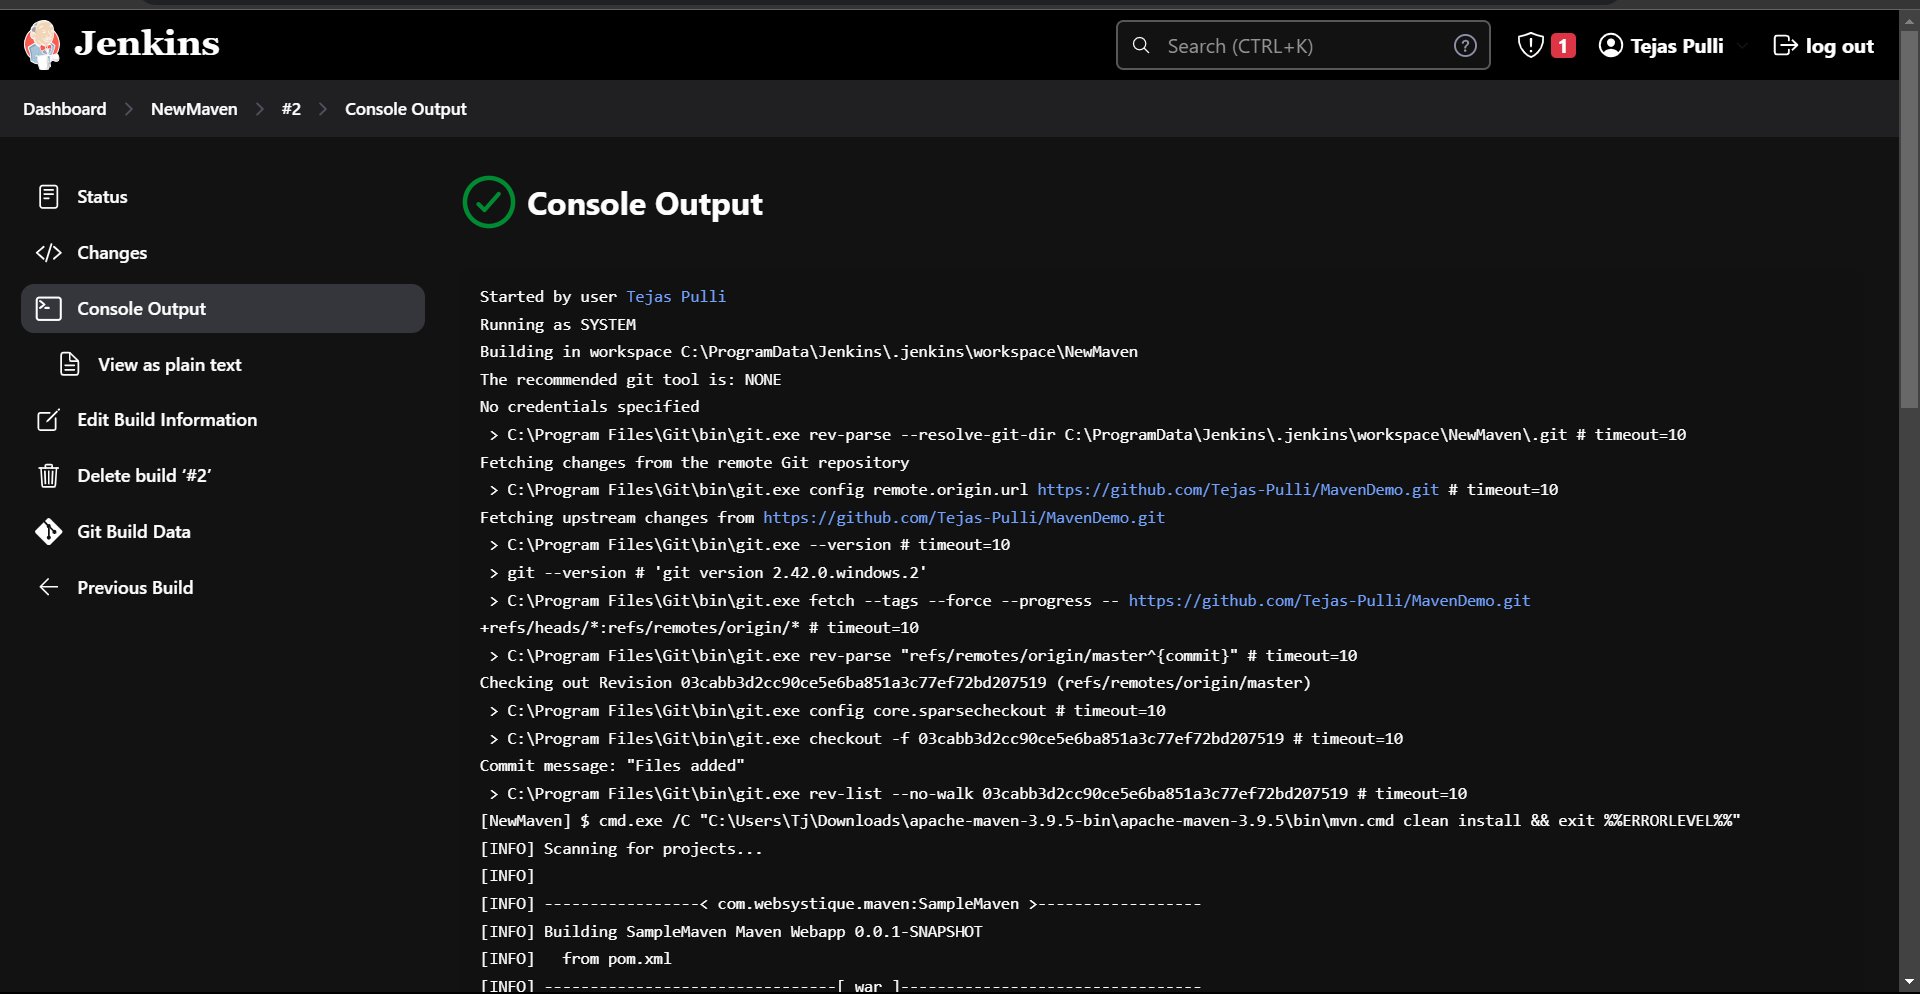 Jenkins
Search (CTRL+K)
?
1
Tejas Pulli
log out
Dashboard
NewMaven
#2
Console Output
Status
Changes
Console Output
View as plain text
Edit Build Information
Delete build ‘#2’
Git Build Data
Previous Build
Console Output
Started by user Tejas Pulli
Running as SYSTEM
Building in workspace C:\ProgramData\Jenkins\.jenkins\workspace\NewMaven
The recommended git tool is: NONE
No credentials specified
 > C:\Program Files\Git\bin\git.exe rev-parse --resolve-git-dir C:\ProgramData\Jenkins\.jenkins\workspace\NewMaven\.git # timeout=10
Fetching changes from the remote Git repository
 > C:\Program Files\Git\bin\git.exe config remote.origin.url https://github.com/Tejas-Pulli/MavenDemo.git # timeout=10
Fetching upstream changes from https://github.com/Tejas-Pulli/MavenDemo.git
 > C:\Program Files\Git\bin\git.exe --version # timeout=10
 > git --version # 'git version 2.42.0.windows.2'
 > C:\Program Files\Git\bin\git.exe fetch --tags --force --progress -- https://github.com/Tejas-Pulli/MavenDemo.git
+refs/heads/*:refs/remotes/origin/* # timeout=10
 > C:\Program Files\Git\bin\git.exe rev-parse "refs/remotes/origin/master^{commit}" # timeout=10
Checking out Revision 03cabb3d2cc90ce5e6ba851a3c77ef72bd207519 (refs/remotes/origin/master)
 > C:\Program Files\Git\bin\git.exe config core.sparsecheckout # timeout=10
 > C:\Program Files\Git\bin\git.exe checkout -f 03cabb3d2cc90ce5e6ba851a3c77ef72bd207519 # timeout=10
Commit message: "Files added"
 > C:\Program Files\Git\bin\git.exe rev-list --no-walk 03cabb3d2cc90ce5e6ba851a3c77ef72bd207519 # timeout=10
[NewMaven] $ cmd.exe /C "C:\Users\Tj\Downloads\apache-maven-3.9.5-bin\apache-maven-3.9.5\bin\mvn.cmd clean install && exit %%ERRORLEVEL%%"
[INFO] Scanning for projects...
[INFO]
[INFO] -----------------< com.websystique.maven:SampleMaven >------------------
[INFO] Building SampleMaven Maven Webapp 0.0.1-SNAPSHOT
[INFO]   from pom.xml
[INFO] --------------------------------[ war ]---------------------------------